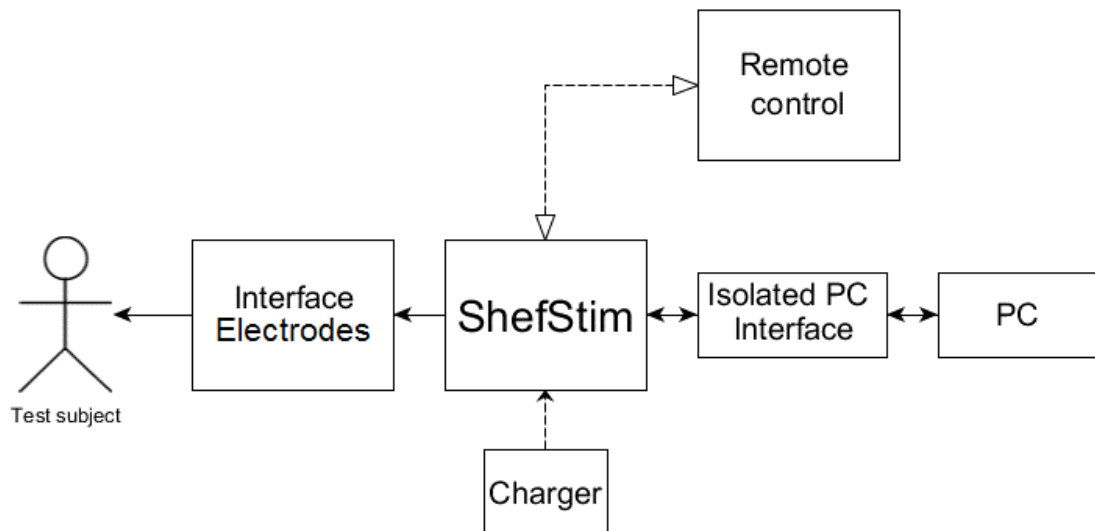 Remote
control
Interface
Electrodes
ShefStim
Isolated PC
Interface
PC
Test subject
Charger